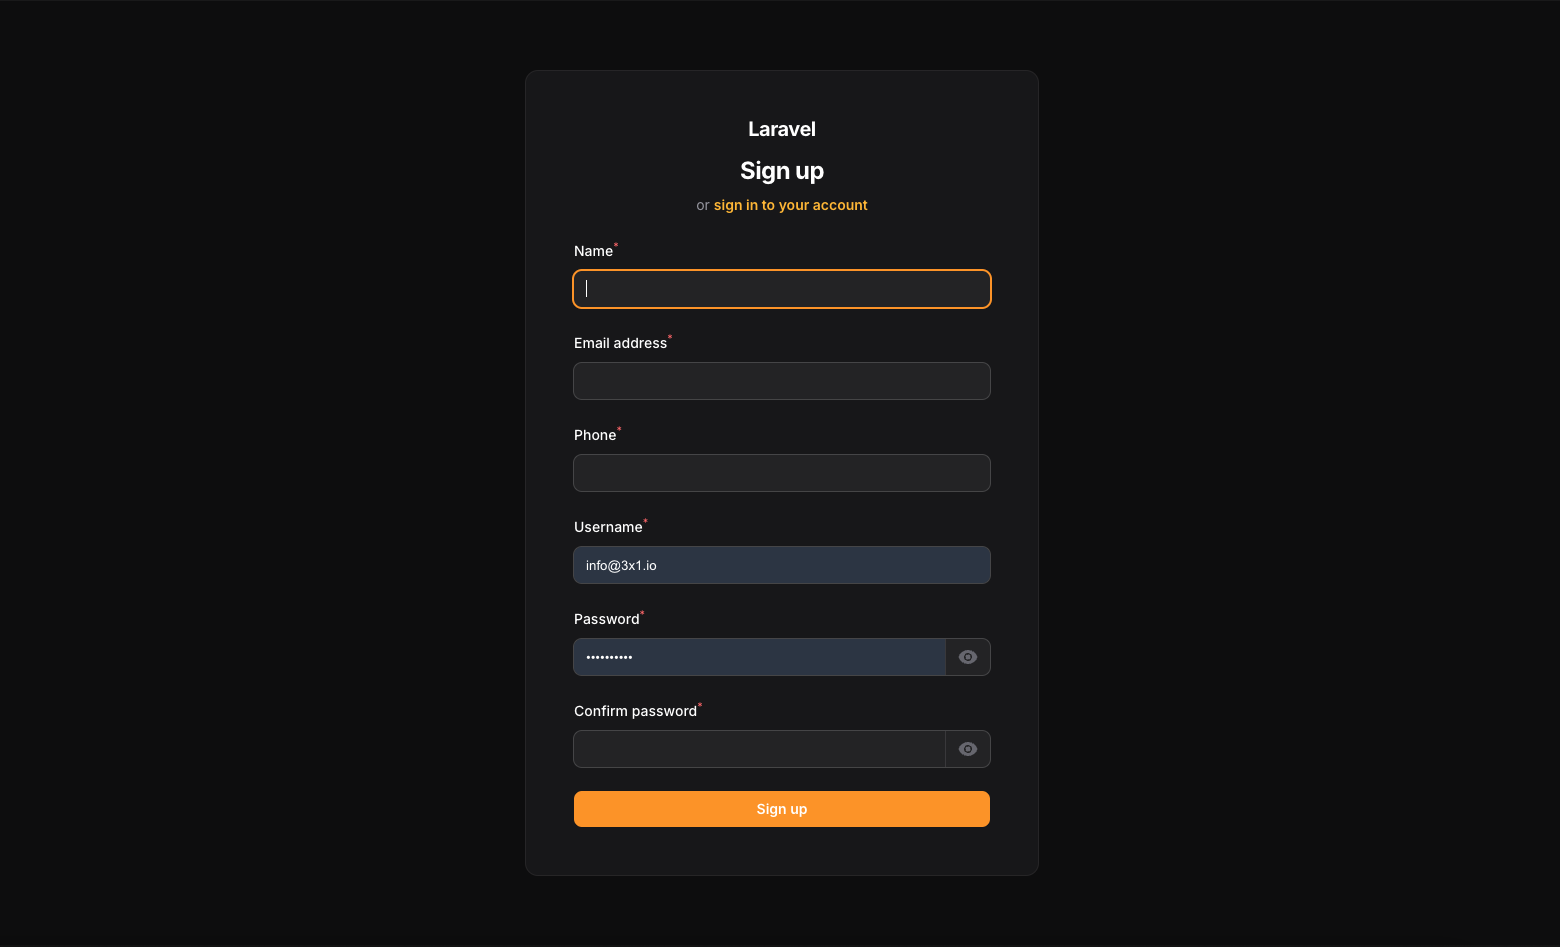 Laravel
Sign up
or sign in to your account
Name*
Email address*
Phone*
Username*
info@3x1.io
Password*
••••••••••
Confirm password*
Sign up